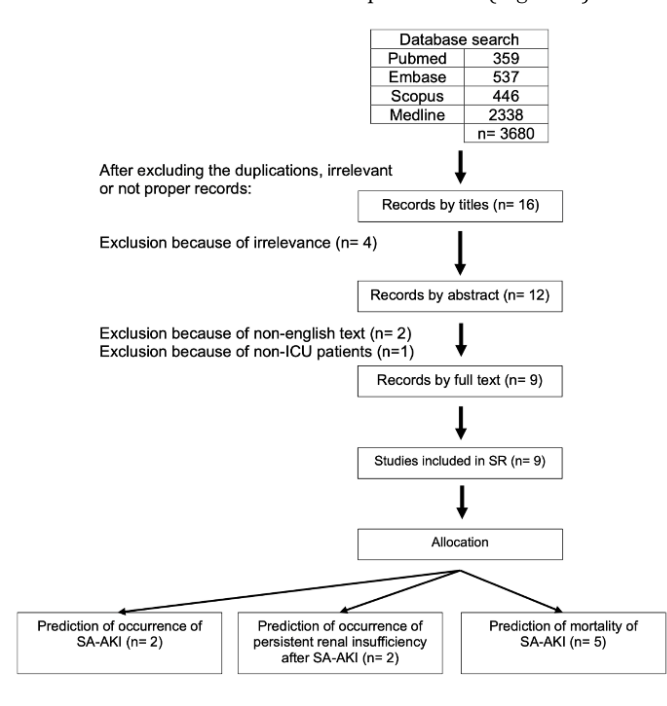 Database search
Pubmed 359
Embase 537
Scopus 446
Medline 2338
n= 3680
After excluding the duplications, irrelevant
or not proper records:
Records by titles (n= 16)
Exclusion because of irrelevance (n= 4)
Records by abstract (n= 12)
Exclusion because of non-english text (n= 2)
Exclusion because of non-ICU patients (n=1)
Records by full text (n= 9)
Studies included in SR (n= 9)
Allocation
Prediction of occurrence of
SA-AKI (n= 2)
Prediction of occurrence of
persistent renal insufficiency
after SA-AKI (n= 2)
Prediction of mortality of
SA-AKI (n= 5)